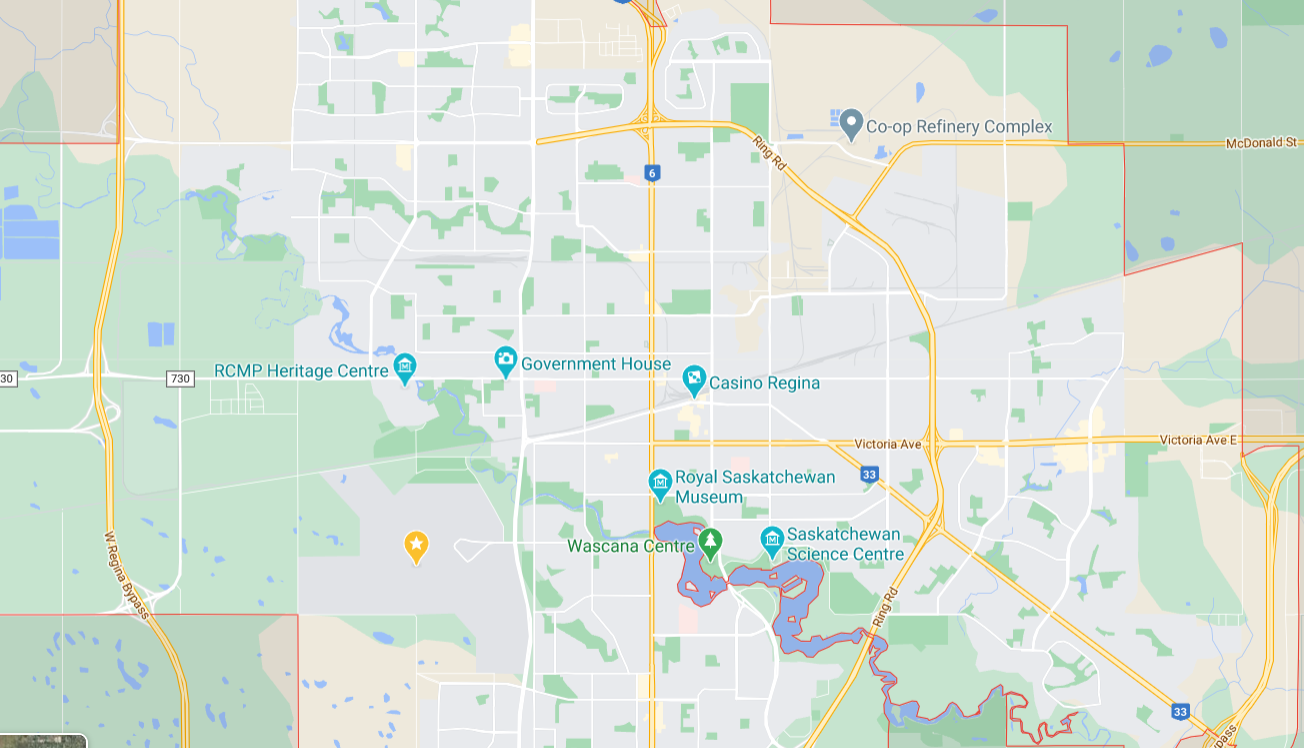 Co-op Refinery Complex
McDonald St
Ring Rd
6
RCMP Heritage Centre
Government House
30
730
Casino Regina
Victoria Ave
Victoria Ave E
33
Royal Saskatchewan
Museum
Wascana Centre
Saskatchewan
Science Centre
W Regina Bypass
Ring Rd
33
pass